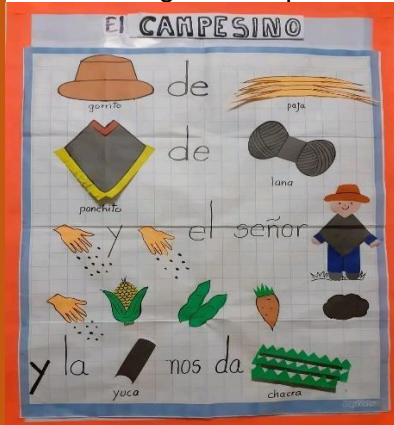 El CAMPESINO
de
gorrito
paja
de
ponchito
lana
y el señor
y la nos da
yuca
chacra